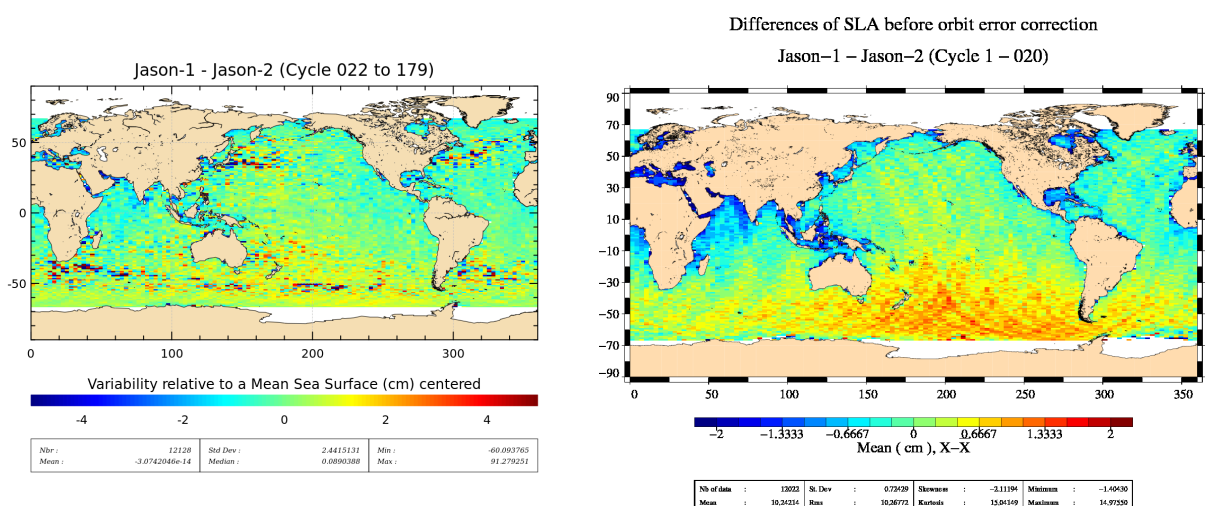 Jason-1 - Jason-2 (Cycle 022 to 179)
50
0
-50
0 100 200 300
Variability relative to a Mean Sea Surface (cm) centered
-4 -2 0 2 4
Nbr : 12128 Std Dev : 2.4415131 Min : -60.093765
Mean : -3.0742046e-14 Median : 0.0890388 Max : 91.279251
Differences of SLA before orbit error correction
Jason−1 − Jason−2 (Cycle 1 − 020)
90
70
50
30
10
−10
−30
−50
−70
−90
0 50 100 150 200 250 300 350
−2 −1.3333 −0.6667 0 0.6667 1.3333 2
Mean ( cm ), X−X
Nb of data : 12022 St. Dev : 0.72429 Skewness : −2.11194 Minimum : −1.40430
Mean : 10.24214 Rms : 10.26772 Kurtosis : 15.04149 Maximum : 14.97550